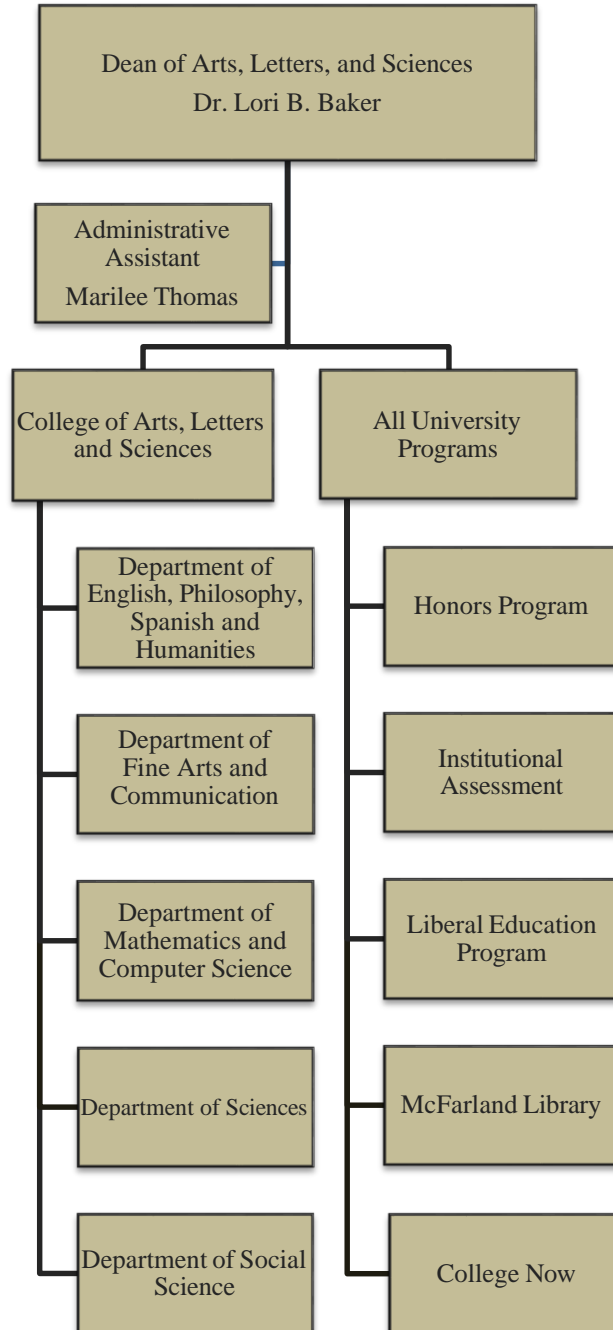 Dean of Arts, Letters, and Sciences
Dr. Lori B. Baker
Administrative
Assistant
Marilee Thomas
College of Arts, Letters
and Sciences
All University
Programs
Department of
English, Philosophy,
Spanish and
Humanities
Honors Program
Department of
Fine Arts and
Communication
Institutional
Assessment
Department of
Mathematics and
Computer Science
Liberal Education
Program
Department of Sciences
McFarland Library
Department of Social
Science
College Now